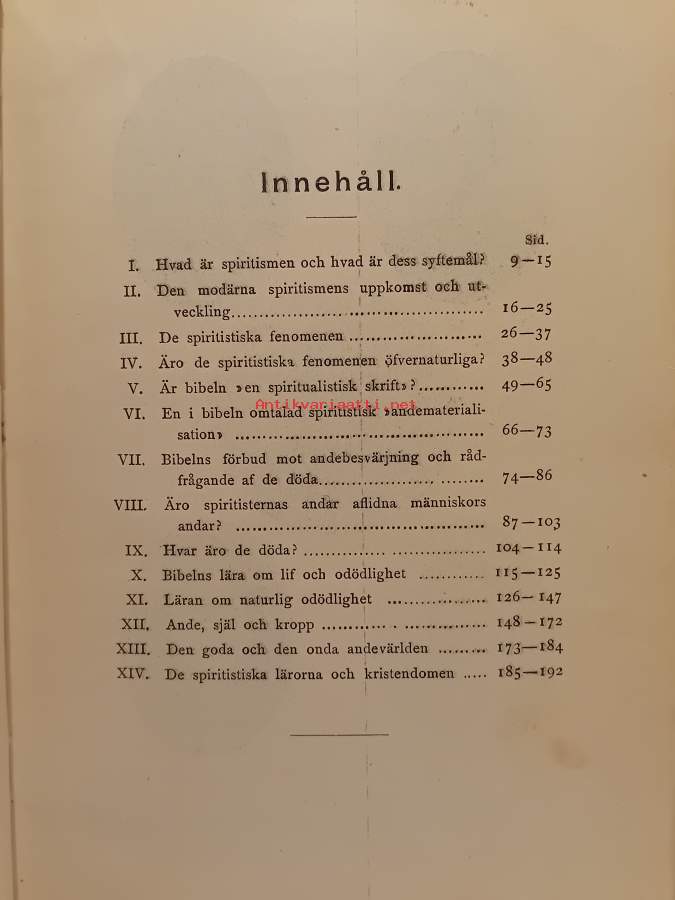 Innehåll.
Sid.
I. Hvad är spiritismen och hvad är dess syftemål? 9—15
II. Den modärna spiritismens uppkomst och ut-
veckling................................................ 16—25
III. De spiritistiska fenomenen ........................ 26—37
IV. Äro de spiritistiska fenomenen öfvernaturliga? 38—48
V. Är bibeln »en spiritualistisk skrift»?............ 49—65
Antikvariaatti.net
VI. En i bibeln omtalad spiritistisk »andemateriali-
sation» ............................................... 66—73
VII. Bibelns förbud mot andebesvärjning och råd-
frågande af de döda..................... ........ 74—86
VIII. Äro spiritisternas andar aflidna människors
andar? ............................................... 87—103
IX. Hvar äro de döda? ............... ................. 104—114
X. Bibelns lära om lif och odödlighet ............ 115—125
XI. Läran om naturlig odödlighet .................. 126—147
XII. Ande, själ och kropp ............ . ............... 148—172
XIII. Den goda och den onda andevärlden ......... 173—184
XIV. De spiritistiska lärorna och kristendomen ..... 185—192